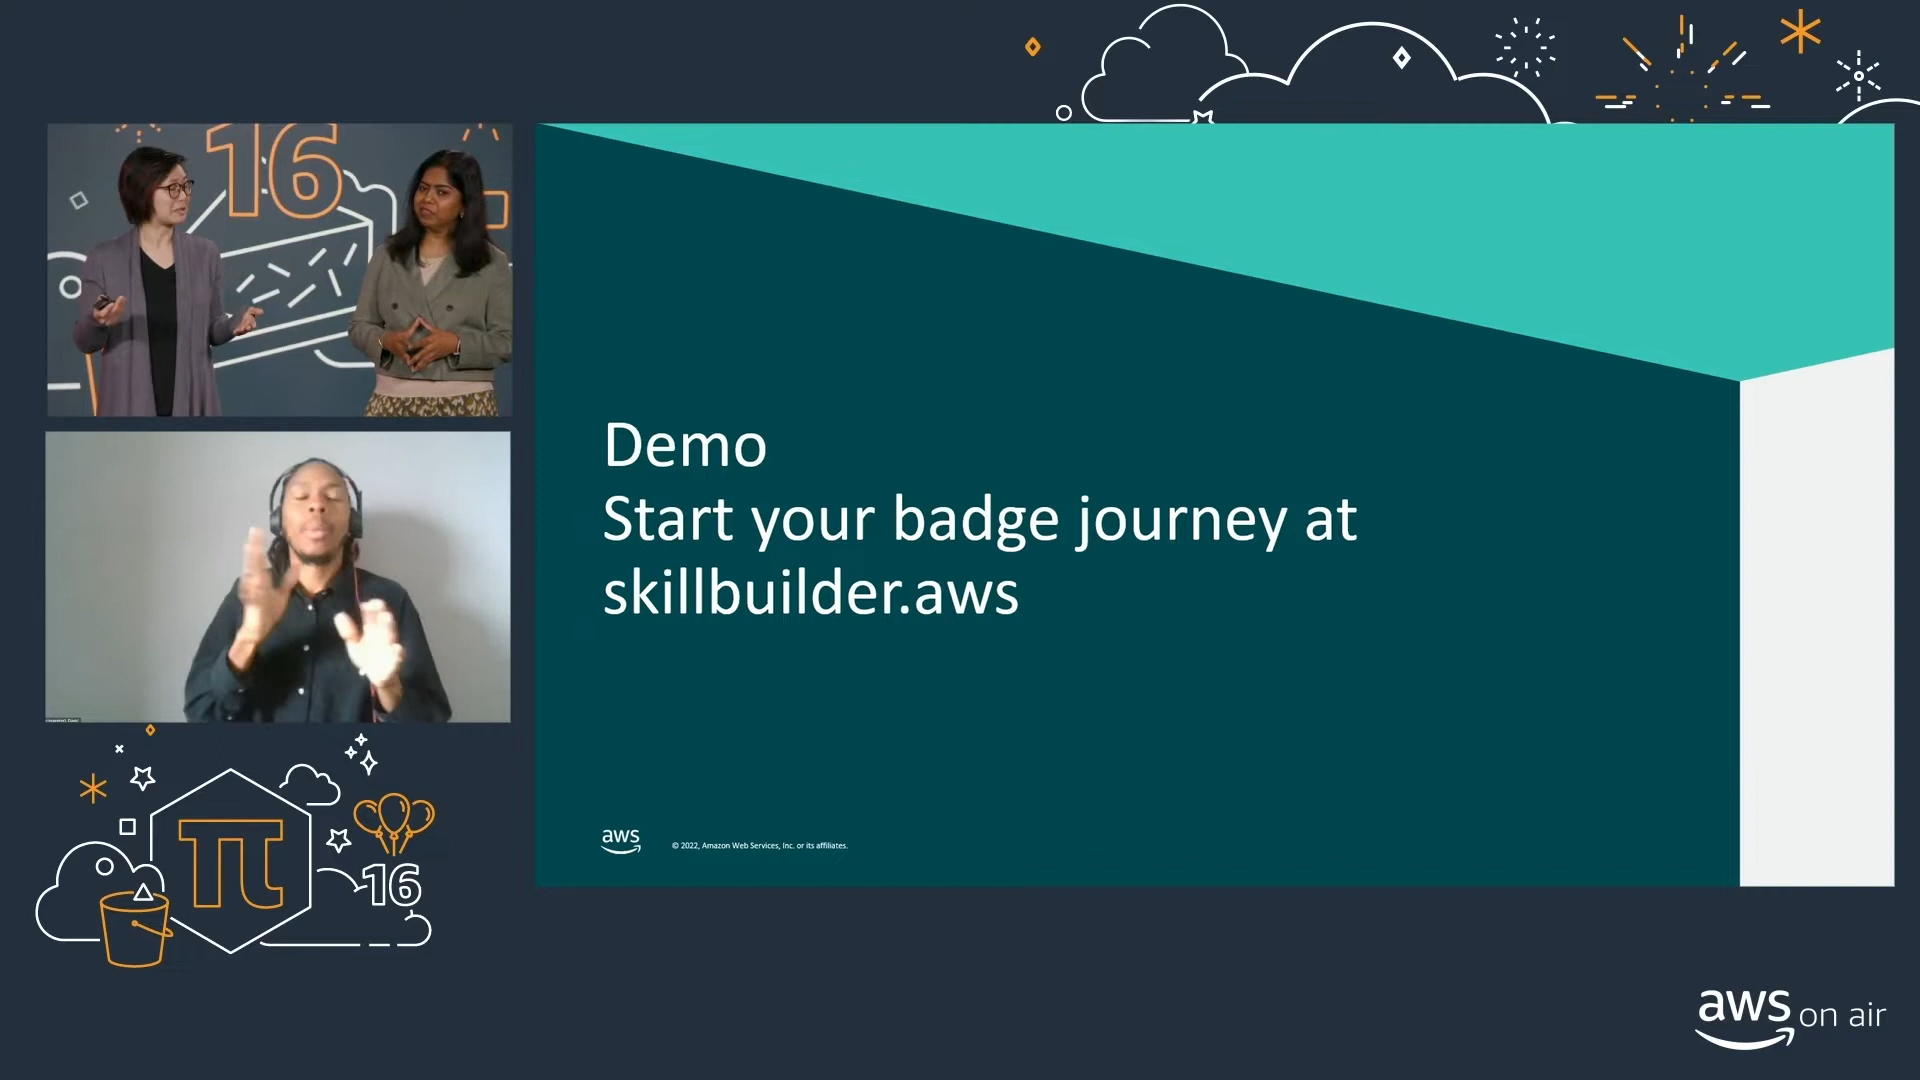 16
Demo
Start your badge journey at
skillbuilder.aws
aws
© 2022, Amazon Web Services, Inc. or its affiliates.
π
16
aws on air